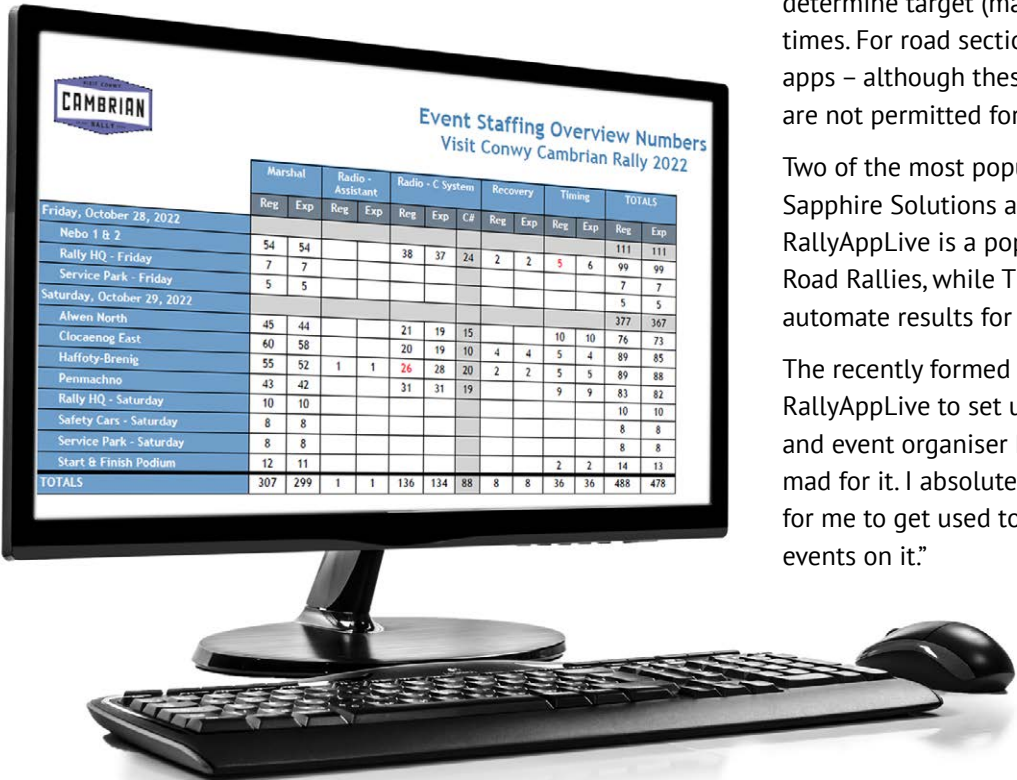 VISIT CONWY
CAMBRIAN
RALLY
Event Staffing Overview Numbers
Visit Conwy Cambrian Rally 2022
Marshal Radio - Assistant Radio - C System Recovery Timing TOTALS
Reg Exp Reg Exp Reg Exp C# Reg Exp Reg Exp Reg Exp
Friday, October 28, 2022 111 111
Nebo 1 & 2 54 54 38 37 24 2 2 5 6 99 99
Rally HQ - Friday 7 7 7 7
Service Park - Friday 5 5 5 5
Saturday, October 29, 2022 377 367
Alwen North 45 44 21 19 15 10 10 76 73
Clocaenog East 60 58 20 19 10 4 4 5 4 89 85
Haffoty-Brenig 55 52 1 1 26 28 20 2 2 5 5 89 88
Penmachno 43 42 31 31 19 9 9 83 82
Rally HQ - Saturday 10 10 10 10
Safety Cars - Saturday 8 8 8 8
Service Park - Saturday 8 8 8 8
Start & Finish Podium 12 11 2 2 14 13
TOTALS 307 299 1 1 136 134 88 8 8 36 36 488 478
determine target (ma
times. For road sectio
apps – although thes
are not permitted for
Two of the most popu
Sapphire Solutions a
RallyAppLive is a pop
Road Rallies, while T
automate results for
The recently formed
RallyAppLive to set u
and event organiser
mad for it. I absolute
for me to get used to
events on it.”